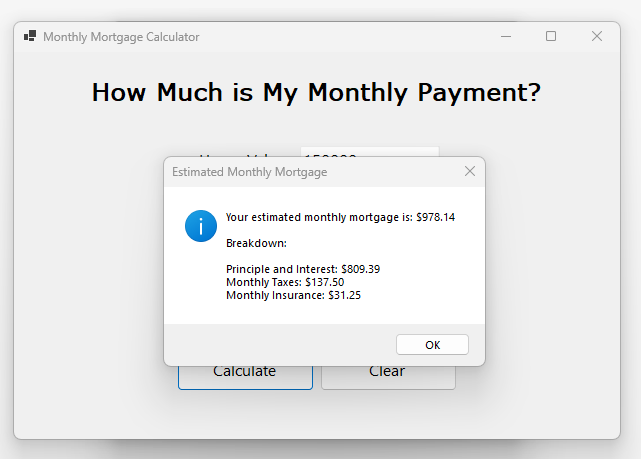 Monthly Mortgage Calculator
How Much is My Monthly Payment?
Estimated Monthly Mortgage
Your estimated monthly mortgage is: $978.14
Breakdown:
Principle and Interest: $809.39
Monthly Taxes: $137.50
Monthly Insurance: $31.25
OK
Calculate
Clear